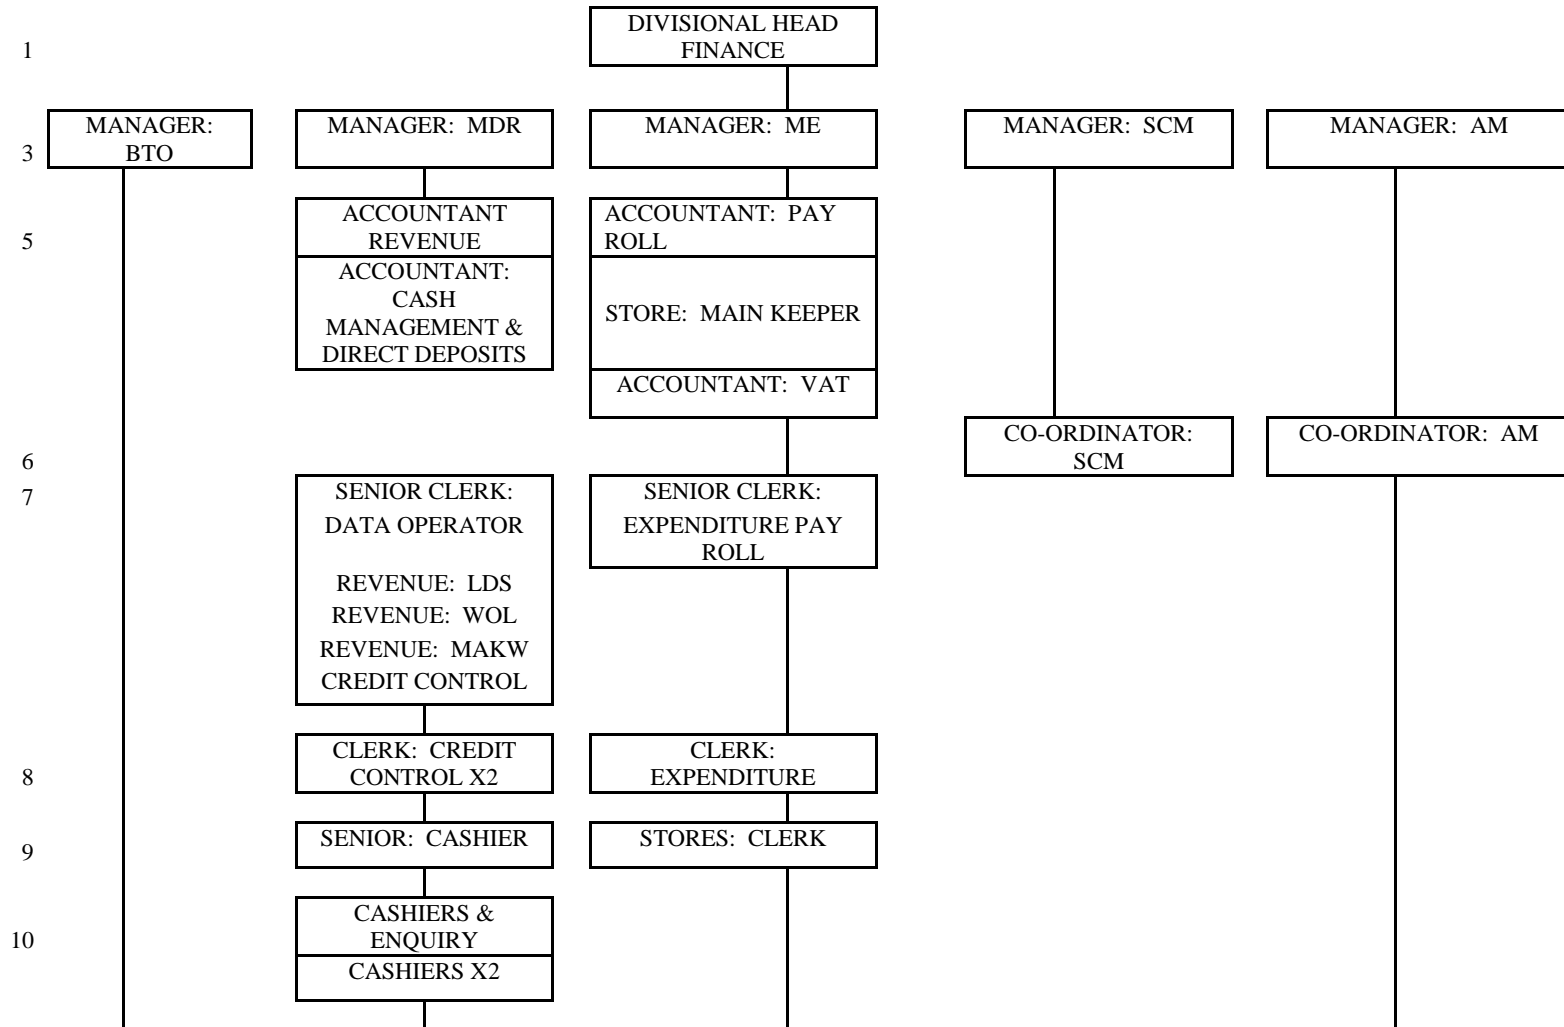 DIVISIONAL HEAD
FINANCE
1
MANAGER:
BTO
MANAGER: MDR
MANAGER: ME
MANAGER: SCM
MANAGER: AM
3
ACCOUNTANT
REVENUE
ACCOUNTANT: PAY
ROLL
5
ACCOUNTANT:
CASH
MANAGEMENT &
DIRECT DEPOSITS
STORE: MAIN KEEPER
ACCOUNTANT: VAT
CO-ORDINATOR:
SCM
CO-ORDINATOR: AM
6
7
SENIOR CLERK:
DATA OPERATOR
REVENUE: LDS
REVENUE: WOL
REVENUE: MAKW
CREDIT CONTROL
SENIOR CLERK:
EXPENDITURE PAY
ROLL
CLERK: CREDIT
CONTROL X2
CLERK:
EXPENDITURE
8
SENIOR: CASHIER
STORES: CLERK
9
CASHIERS &
ENQUIRY
10
CASHIERS X2